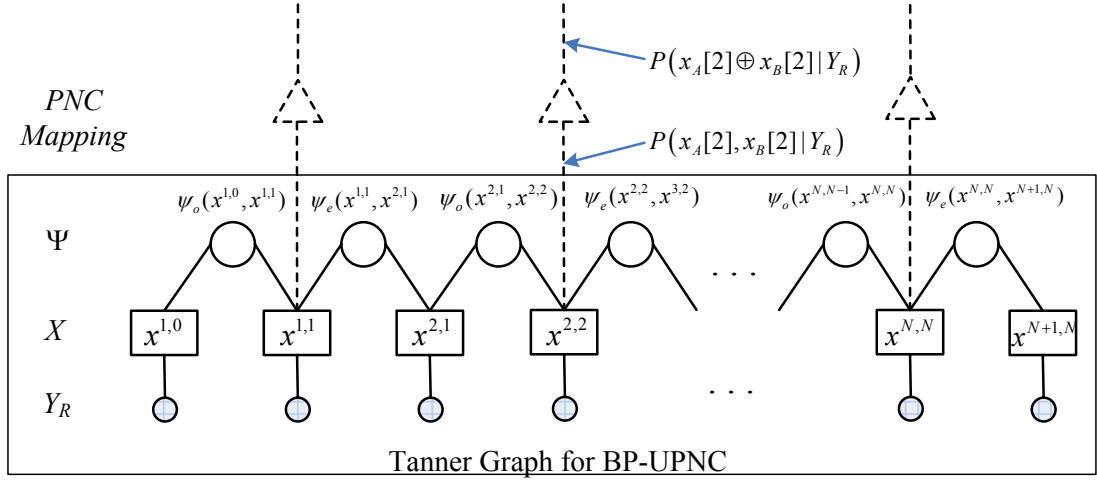 P(x_A[2]⊕x_B[2]|Y_R)
PNC
Mapping
P(x_A[2],x_B[2]|Y_R)
ψ_o(x^{1,0},x^{1,1}) ψ_e(x^{1,1},x^{2,1}) ψ_o(x^{2,1},x^{2,2}) ψ_e(x^{2,2},x^{3,2}) ψ_o(x^{N,N-1},x^{N,N}) ψ_e(x^{N,N},x^{N+1,N})
Ψ
. . .
X x^{1,0} x^{1,1} x^{2,1} x^{2,2} x^{N,N} x^{N+1,N}
. . .
Y_R
Tanner Graph for BP-UPNC